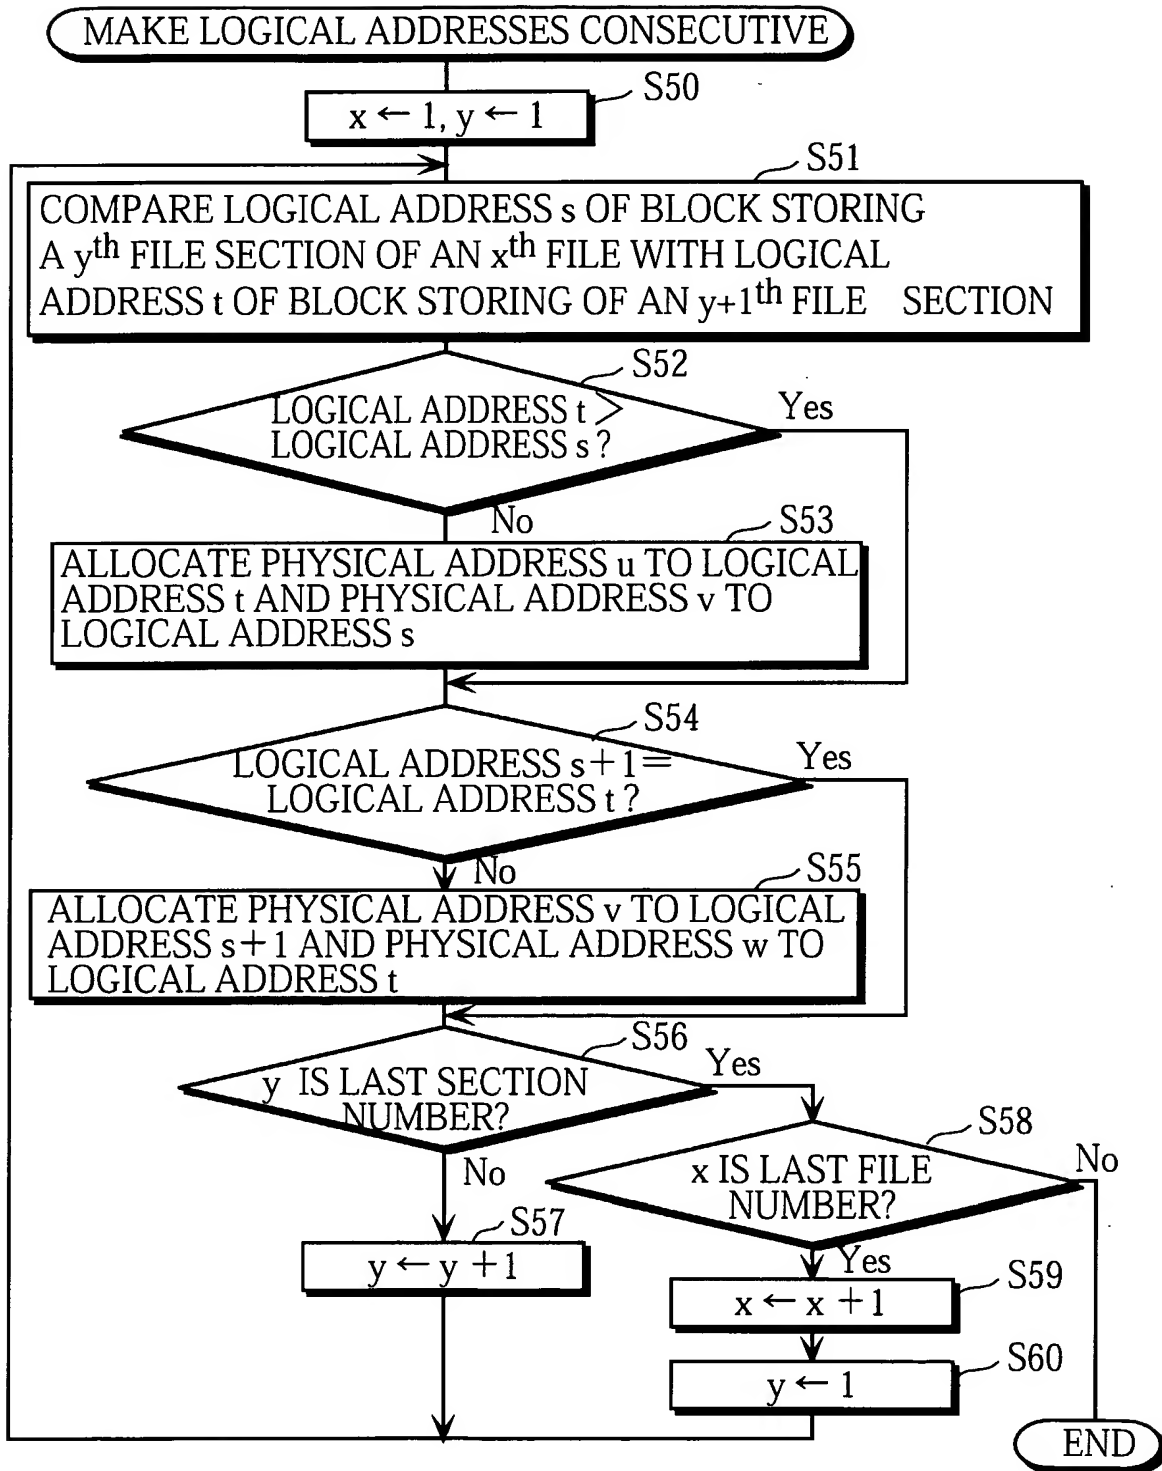 MAKE LOGICAL ADDRESSES CONSECUTIVE
S50
x ← 1, y ← 1
S51
COMPARE LOGICAL ADDRESS s OF BLOCK STORING
A yth FILE SECTION OF AN xth FILE WITH LOGICAL
ADDRESS t OF BLOCK STORING OF AN y+1th FILE SECTION
S52
LOGICAL ADDRESS t >
LOGICAL ADDRESS s ?
Yes
No
S53
ALLOCATE PHYSICAL ADDRESS u TO LOGICAL
ADDRESS t AND PHYSICAL ADDRESS v TO
LOGICAL ADDRESS s
S54
LOGICAL ADDRESS s+1=
LOGICAL ADDRESS t ?
Yes
No
S55
ALLOCATE PHYSICAL ADDRESS v TO LOGICAL
ADDRESS s+1 AND PHYSICAL ADDRESS w TO
LOGICAL ADDRESS t
S56
y IS LAST SECTION
NUMBER?
Yes
No
S57
y ← y +1
S58
x IS LAST FILE
NUMBER?
No
Yes
S59
x ← x +1
S60
y ← 1
END